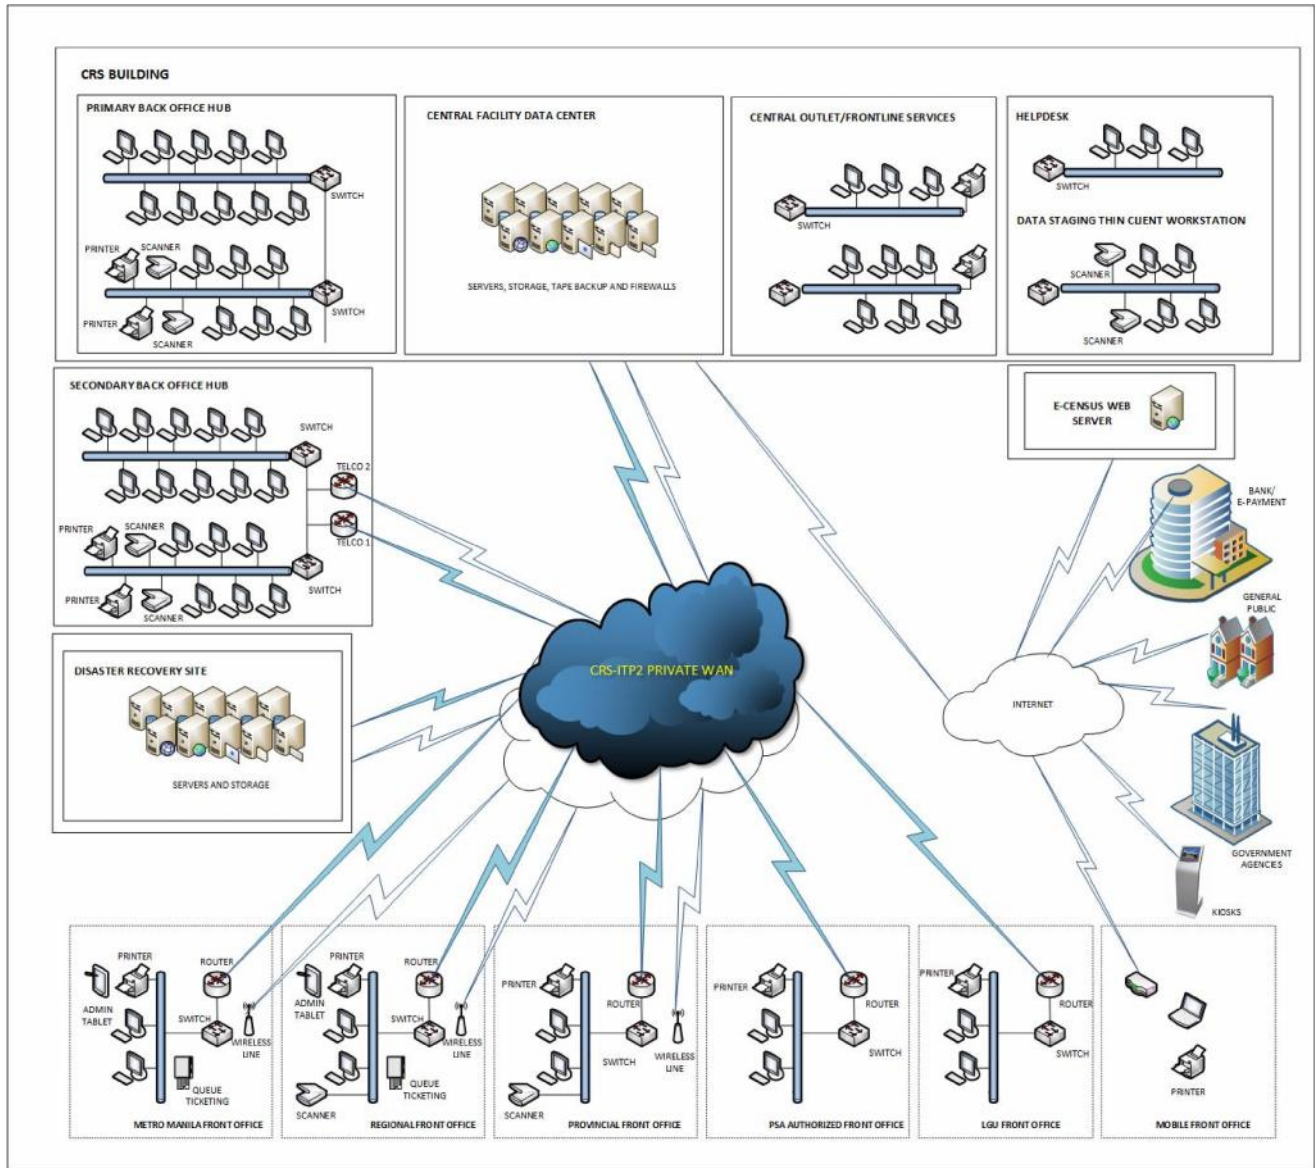 CRS BUILDING
PRIMARY BACK OFFICE HUB
SWITCH
PRINTER
SCANNER
SWITCH
PRINTER
SCANNER
CENTRAL FACILITY DATA CENTER
SERVERS, STORAGE, TAPE BACKUP AND FIREWALLS
CENTRAL OUTLET/FRONTLINE SERVICES
SWITCH
HELPDESK
SWITCH
DATA STAGING THIN CLIENT WORKSTATION
SCANNER
SCANNER
SECONDARY BACK OFFICE HUB
SWITCH
TELCO 2
PRINTER
SCANNER
TELCO 1
SWITCH
PRINTER
SCANNER
E-CENSUS WEB
SERVER
BANK/
E-PAYMENT
GENERAL
PUBLIC
DISASTER RECOVERY SITE
SERVERS AND STORAGE
CRS-ITP2 PRIVATE WAN
INTERNET
GOVERNMENT
AGENCIES
KIOSKS
PRINTER
ROUTER
ADMIN
TABLET
SWITCH
WIRELESS
LINE
QUEUE
TICKETING
METRO MANILA FRONT OFFICE
PRINTER
ROUTER
ADMIN
TABLET
SWITCH
WIRELESS
LINE
QUEUE
TICKETING
SCANNER
REGIONAL FRONT OFFICE
PRINTER
ROUTER
SWITCH
WIRELESS
LINE
SCANNER
PROVINCIAL FRONT OFFICE
PRINTER
ROUTER
SWITCH
PSA AUTHORIZED FRONT OFFICE
PRINTER
ROUTER
SWITCH
LGU FRONT OFFICE
PRINTER
MOBILE FRONT OFFICE